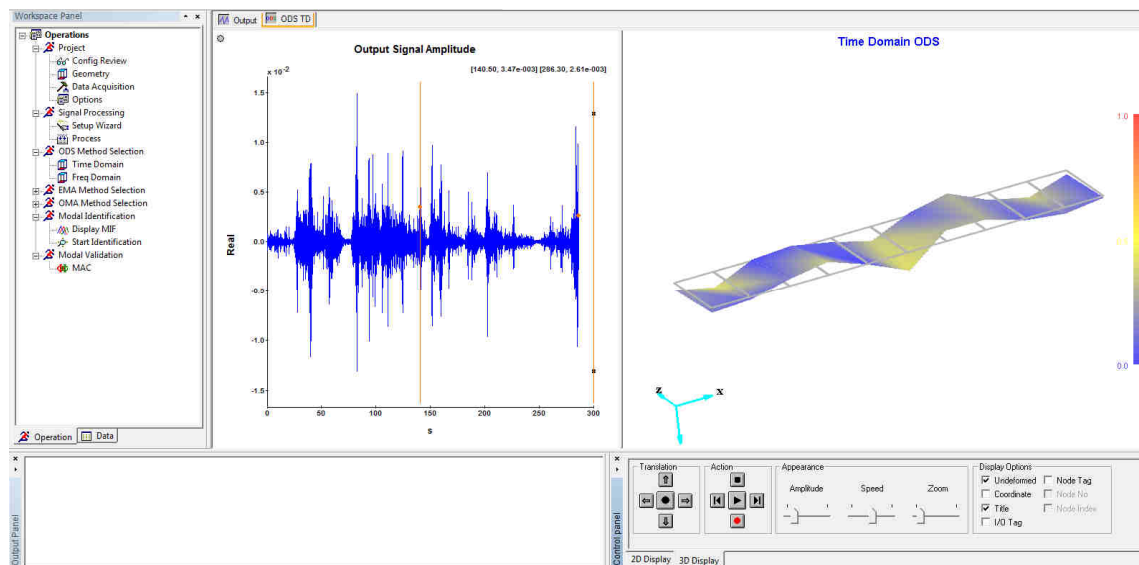 Workspace Panel
Operations
Project
Config Review
Geometry
Data Acquisition
Options
Signal Processing
Setup Wizard
Process
ODS Method Selection
Time Domain
Freq Domain
EMA Method Selection
OMA Method Selection
Modal Identification
Display MIF
Start Identification
Modal Validation
MAC
Operation Data
Output ODS TD
Output Signal Amplitude
[140.50, 3.47e-003] [286.30, 2.61e-003]
x 10^-2
1.5
1.0
0.5
0.0
-0.5
-1.0
-1.5
Real
0 50 100 150 200 250 300
s
Time Domain ODS
1.0
0.0
z x
Output Panel
Control panel
Translation
Action
Appearance
Amplitude Speed Zoom
Display Options
Undeformed Node Tag
Coordinate Node No
Title Node Index
I/O Tag
2D Display 3D Display